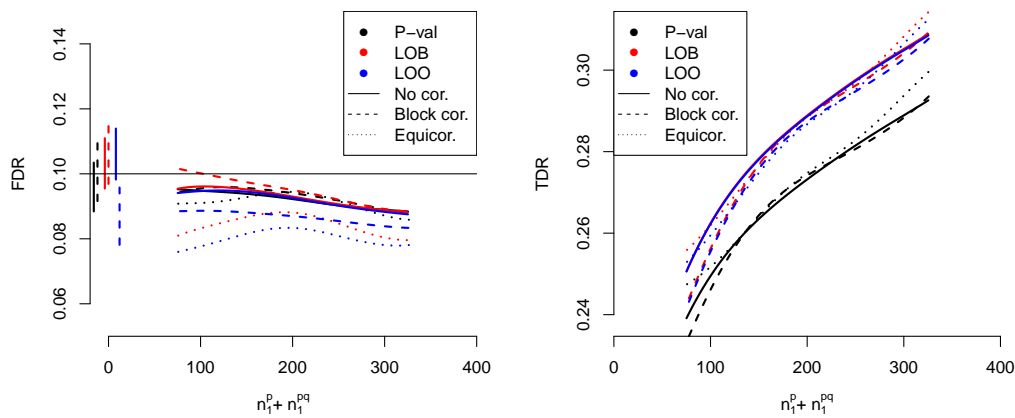 P−val
LOB
LOO
No cor.
Block cor.
Equicor.
FDR
0.14
0.12
0.10
0.08
0.06
0
100
200
300
400
n₁ᵖ+ n₁ᵖq
P−val
LOB
LOO
No cor.
Block cor.
Equicor.
TDR
0.30
0.28
0.26
0.24
0
100
200
300
400
n₁ᵖ+ n₁ᵖq